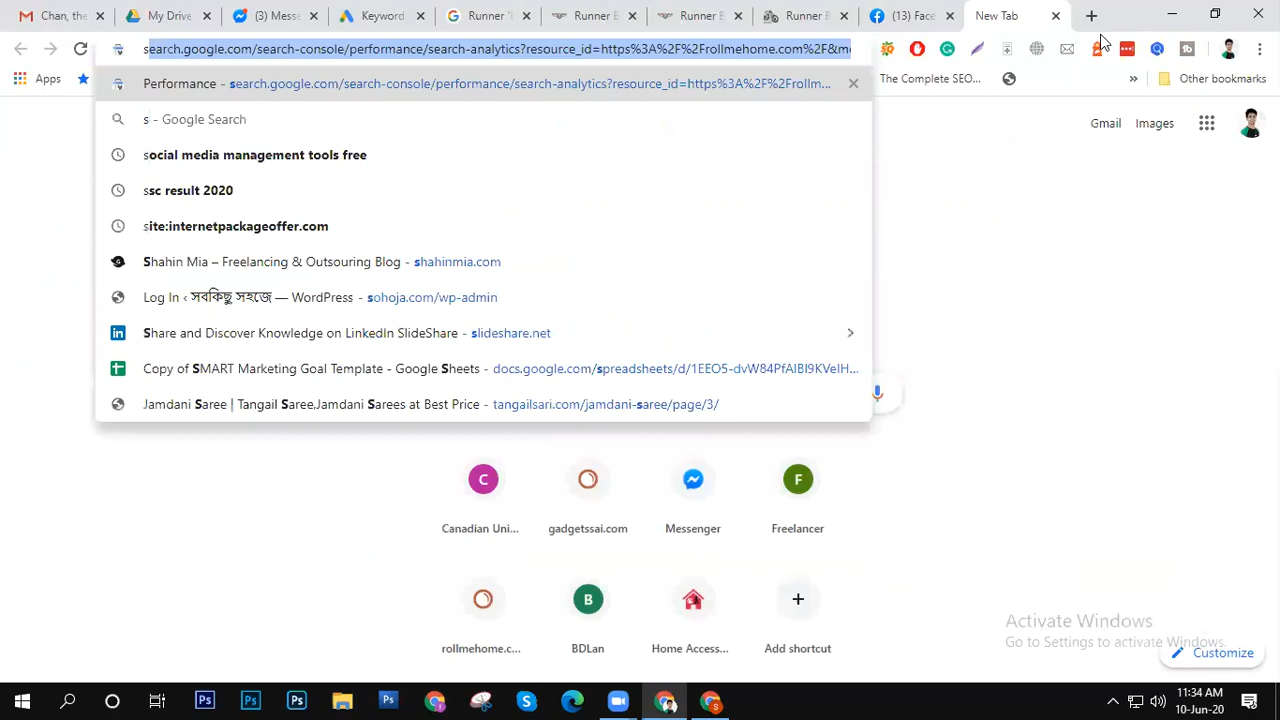 Chan, the
My Drive
(3) Mess
Keyword
Runner '
Runner B
Runner B
Runner B
(13) Face
New Tab
search.google.com/search-console/performance/search-analytics?resource_id=https%3A%2F%2Frollmehome.com%2F&m
Apps
The Complete SEO...
Other bookmarks
Performance - search.google.com/search-console/performance/search-analytics?resource_id=https%3A%2F%2Frollm...
s - Google Search
social media management tools free
ssc result 2020
site:internetpackageoffer.com
Shahin Mia – Freelancing & Outsouring Blog - shahinmia.com
Log In ‹ সবকিছু সহজে — WordPress - sohoja.com/wp-admin
Share and Discover Knowledge on LinkedIn SlideShare - slideshare.net
Copy of SMART Marketing Goal Template - Google Sheets - docs.google.com/spreadsheets/d/1EEO5-dvW84PfAIBI9KVeIH...
Jamdani Saree | Tangail Saree,Jamdani Sarees at Best Price - tangailsari.com/jamdani-saree/page/3/
Gmail
Images
C
F
Canadian Uni...
gadgetssai.com
Messenger
Freelancer
B
rollmehome.c...
BDLan
Home Access...
Add shortcut
Activate Windows
Go to Settings to activate Windows.
Customize
11:34 AM
10-Jun-20